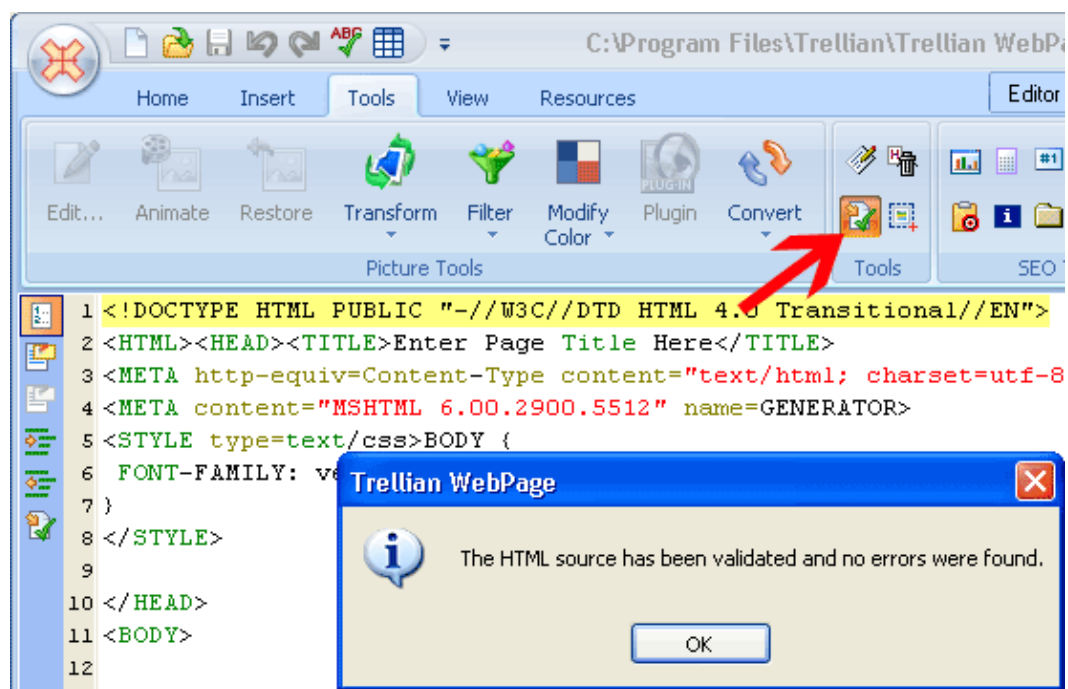 ABC
C:\Program Files\Trellian\Trellian WebPa
Home Insert Tools View Resources Editor
PLUG-IN
H
#1
Edit... Animate Restore Transform Filter Modify Color Plugin Convert
i
Picture Tools Tools SEO T
1 <!DOCTYPE HTML PUBLIC "-//W3C//DTD HTML 4.0 Transitional//EN">
2 <HTML><HEAD><TITLE>Enter Page Title Here</TITLE>
3 <META http-equiv=Content-Type content="text/html; charset=utf-8
4 <META content="MSHTML 6.00.2900.5512" name=GENERATOR>
5 <STYLE type=text/css>BODY {
6 FONT-FAMILY: ve
7 }
8 </STYLE>
9
10 </HEAD>
11 <BODY>
12
Trellian WebPage
The HTML source has been validated and no errors were found.
OK